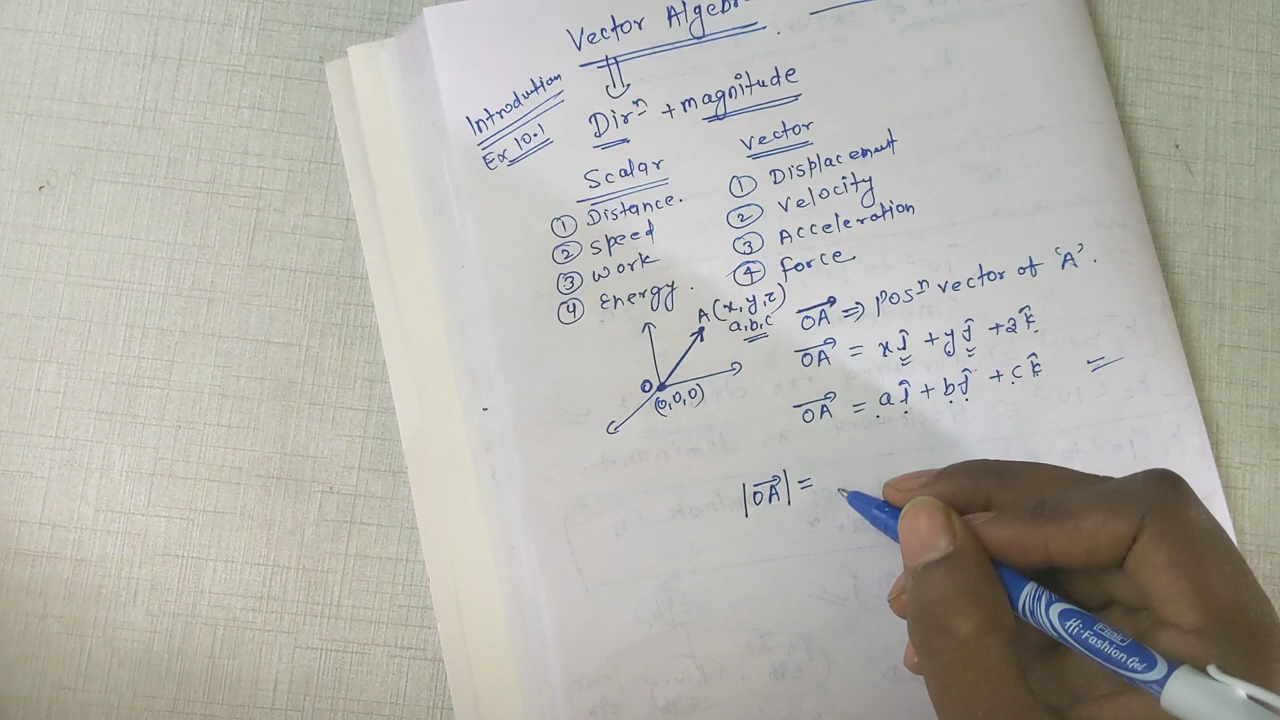 Vector Algebr
Introdution
Ex 10.1
Dirⁿ + magnitude
Scalar
① Distance.
② Speed
③ Work
④ Energy.
vector
① Displacement
② Velocity
③ Acceleration
④ force
A (x, y, z)
a, b, c
O
(0,0,0)
OA⃗ ⇒ Posⁿ vector of ‘A’.
OA⃗ = xî + yĵ + zk̂
OA⃗ = aî + bĵ + ck̂
|OA⃗| =
Flair
Hi-Fashion Gel